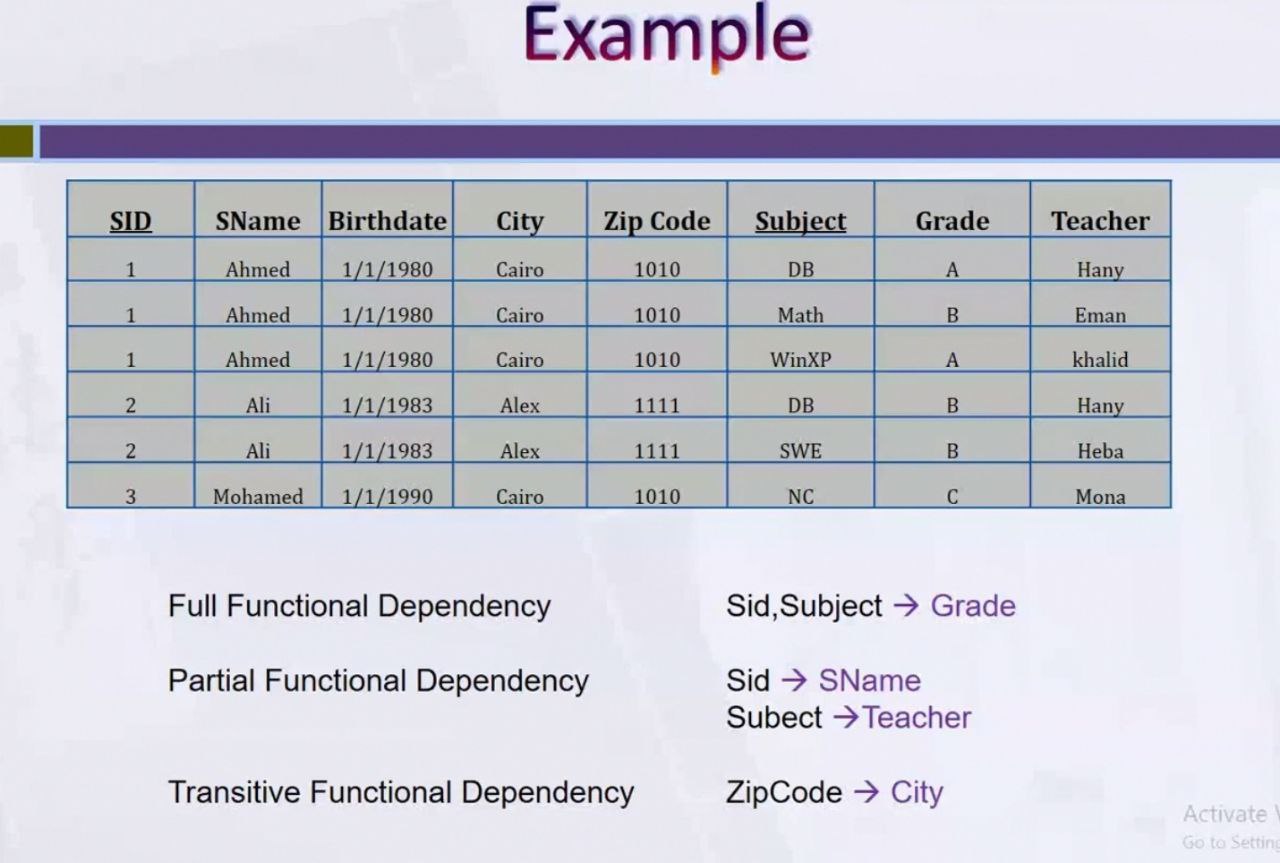 Example
SID SName Birthdate City Zip Code Subject Grade Teacher
1 Ahmed 1/1/1980 Cairo 1010 DB A Hany
1 Ahmed 1/1/1980 Cairo 1010 Math B Eman
1 Ahmed 1/1/1980 Cairo 1010 WinXP A khalid
2 Ali 1/1/1983 Alex 1111 DB B Hany
2 Ali 1/1/1983 Alex 1111 SWE B Heba
3 Mohamed 1/1/1990 Cairo 1010 NC C Mona
Full Functional Dependency Sid,Subject → Grade
Partial Functional Dependency Sid → SName
Subect → Teacher
Transitive Functional Dependency ZipCode → City
Activate
Go to Setting